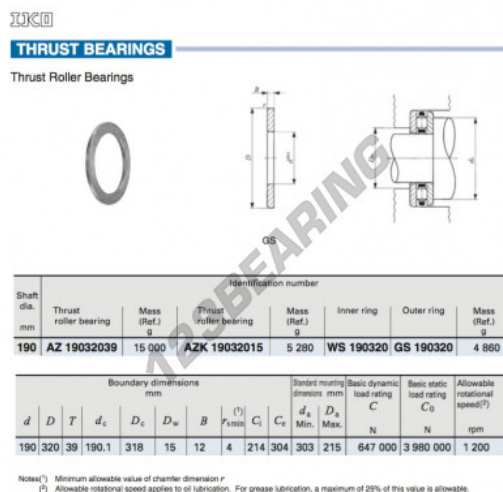 IKO
THRUST BEARINGS
Thrust Roller Bearings
B
r
D
d
Da
da
GS
123BEARING
Identification number
Shaft dia. mm | Thrust roller bearing | Mass (Ref.) g | Thrust roller bearing | Mass (Ref.) g | Inner ring | Outer ring | Mass (Ref.) g
190 | AZ 19032039 | 15 000 | AZK 19032015 | 5 280 | WS 190320 | GS 190320 | 4 860
Boundary dimensions mm | Standard mounting dimensions mm | Basic dynamic load rating C N | Basic static load rating C0 N | Allowable rotational speed(²) rpm
d | D | T | dc | Dc | Dw | B | rs min(¹) | Ci | Ce | da Min. | Da Max.
190 | 320 | 39 | 190.1 | 318 | 15 | 12 | 4 | 214 | 304 | 303 | 215 | 647 000 | 3 980 000 | 1 200
Notes(¹) Minimum allowable value of chamfer dimension r
(²) Allowable rotational speed applies to oil lubrication. For grease lubrication, a maximum of 25% of this value is allowable.